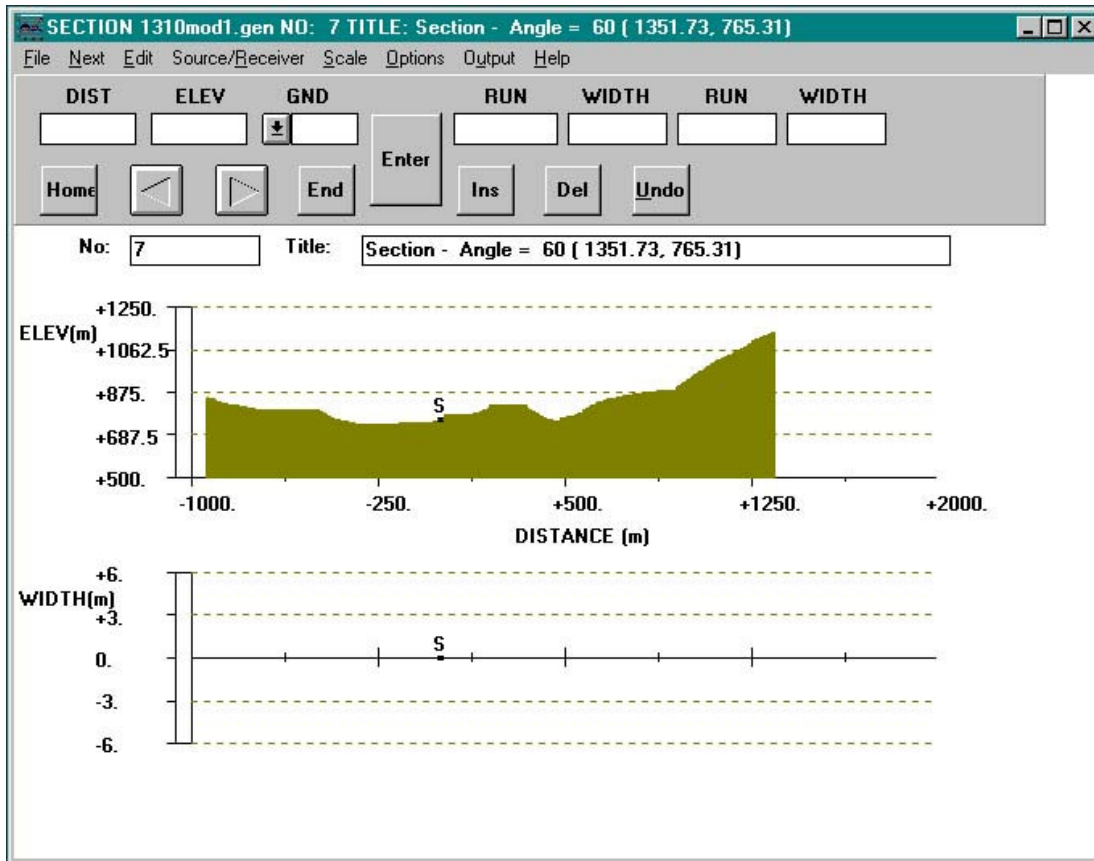 SECTION 1310mod1.gen NO: 7 TITLE: Section - Angle = 60 ( 1351.73, 765.31)
File Next Edit Source/Receiver Scale Options Output Help
DIST ELEV GND RUN WIDTH RUN WIDTH
Enter
Home End Ins Del Undo
No: 7 Title: Section - Angle = 60 ( 1351.73, 765.31)
+1250.
ELEV(m)
+1062.5
+875.
S
+687.5
+500.
-1000. -250. +500. +1250. +2000.
DISTANCE (m)
+6.
WIDTH(m)
+3.
S
0.
-3.
-6.